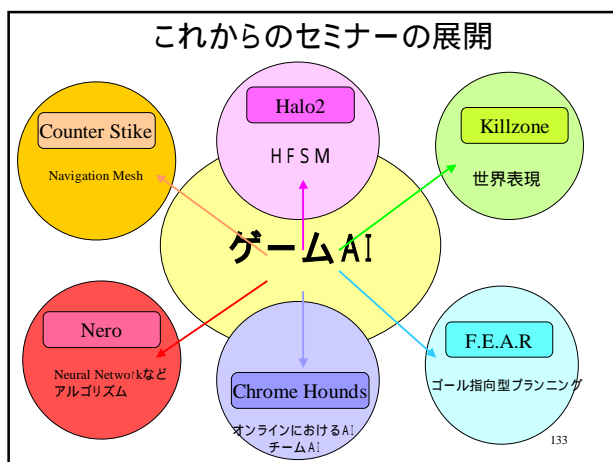 これからのセミナーの展開
Counter Stike
Navigation Mesh
Halo2
HFSM
Killzone
世界表現
ゲームAI
Nero
Neural Networkなど
アルゴリズム
Chrome Hounds
オンラインにおけるAI
チームAI
F.E.A.R
ゴール指向型プランニング
133